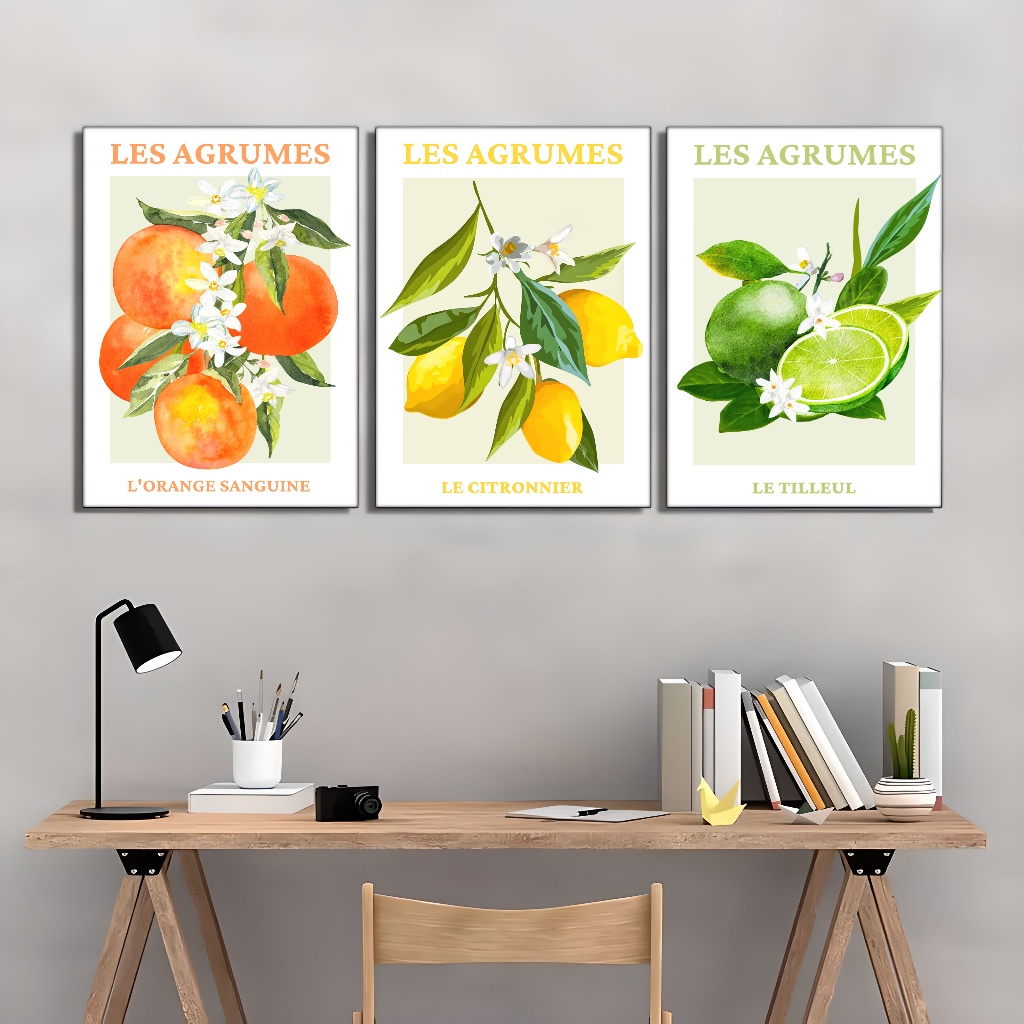 LES AGRUMES
L'ORANGE SANGUINE
LES AGRUMES
LE CITRONNIER
LES AGRUMES
LE TILLEUL